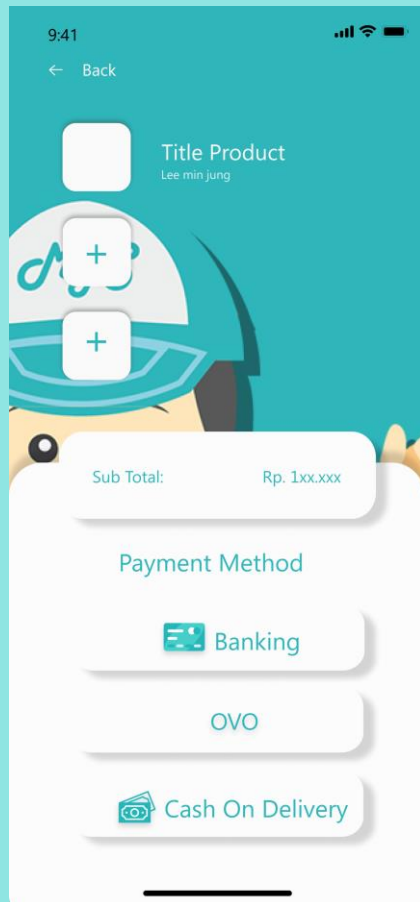 9:41
← Back
Title Product
Lee min jung
+
+
Sub Total: Rp. 1xx.xxx
Payment Method
Banking
OVO
Cash On Delivery